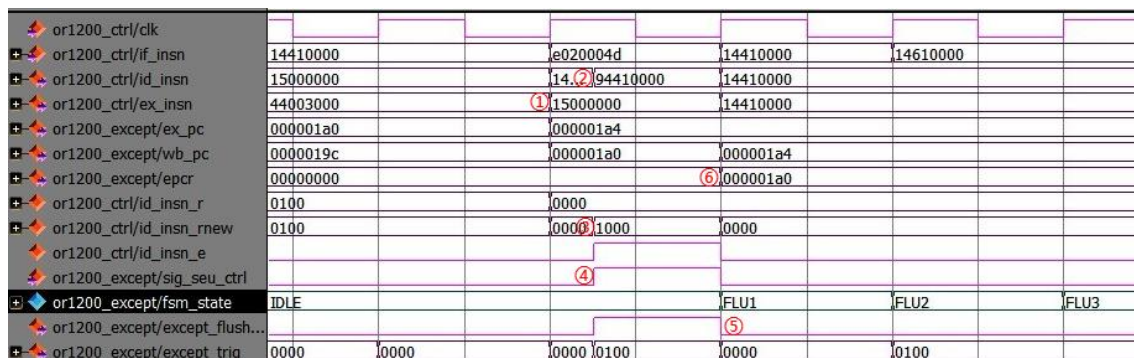 or1200_ctrl/clk
or1200_ctrl/if_insn 14410000 e020004d 14410000 14610000
or1200_ctrl/id_insn 15000000 14... ② 94410000 14410000
or1200_ctrl/ex_insn 44003000 ① 15000000 14410000
or1200_except/ex_pc 000001a0 000001a4
or1200_except/wb_pc 0000019c 000001a0 000001a4
or1200_except/epcr 00000000 ⑥ 000001a0
or1200_ctrl/id_insn_r 0100 0000
or1200_ctrl/id_insn_rnew 0100 0000 ③ 1000 0000
or1200_ctrl/id_insn_e
or1200_except/sig_seu_ctrl ④
or1200_except/fsm_state IDLE FLU1 FLU2 FLU3
or1200_except/except_flush... ⑤
or1200_except/except_trig 0000 0000 0000 0100 0000 0100